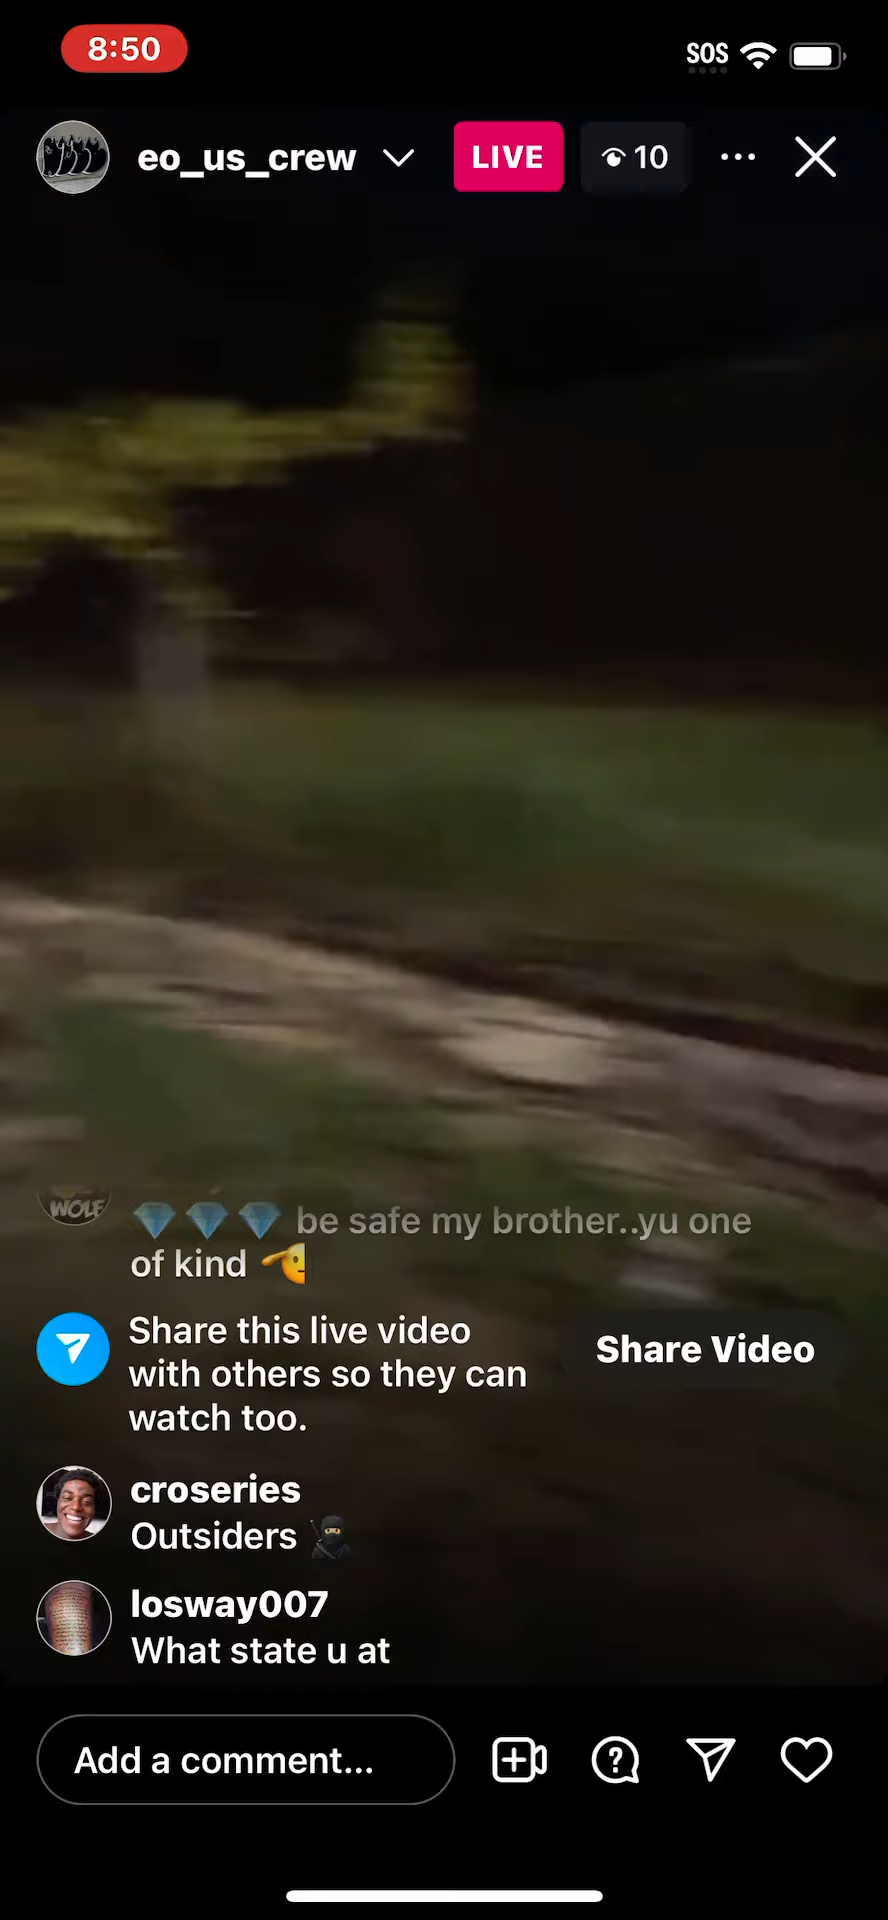 8:50
SOS
eo_us_crew
LIVE
10
WOLF
💎 💎 💎 be safe my brother..yu one
of kind
Share this live video
with others so they can
watch too.
Share Video
croseries
Outsiders 🥷
losway007
What state u at
Add a comment...